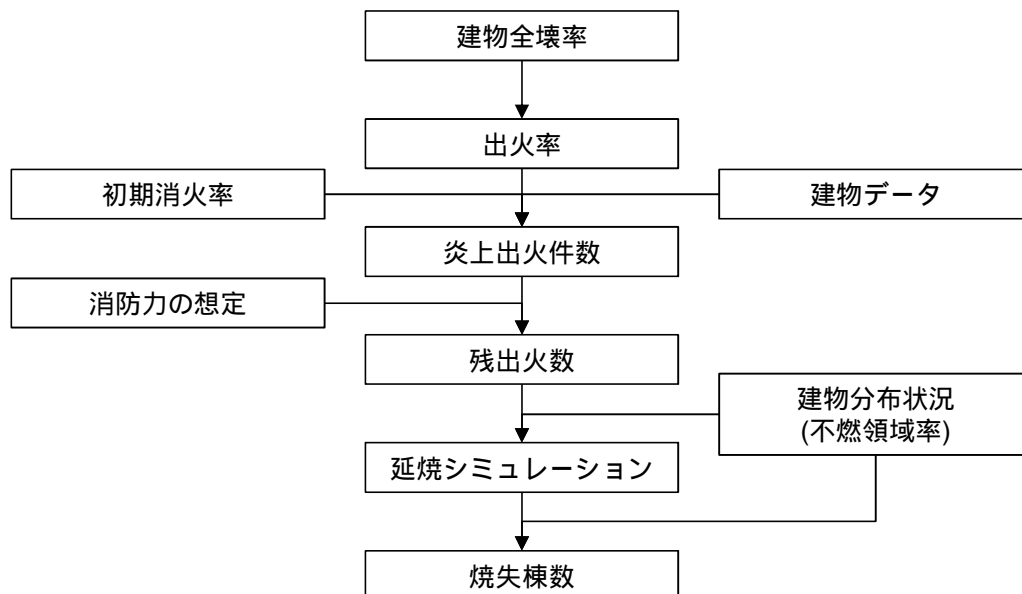 建物全壊率
出火率
初期消火率
建物データ
炎上出火件数
消防力の想定
残出火数
建物分布状況
(不燃領域率)
延焼シミュレーション
焼失棟数